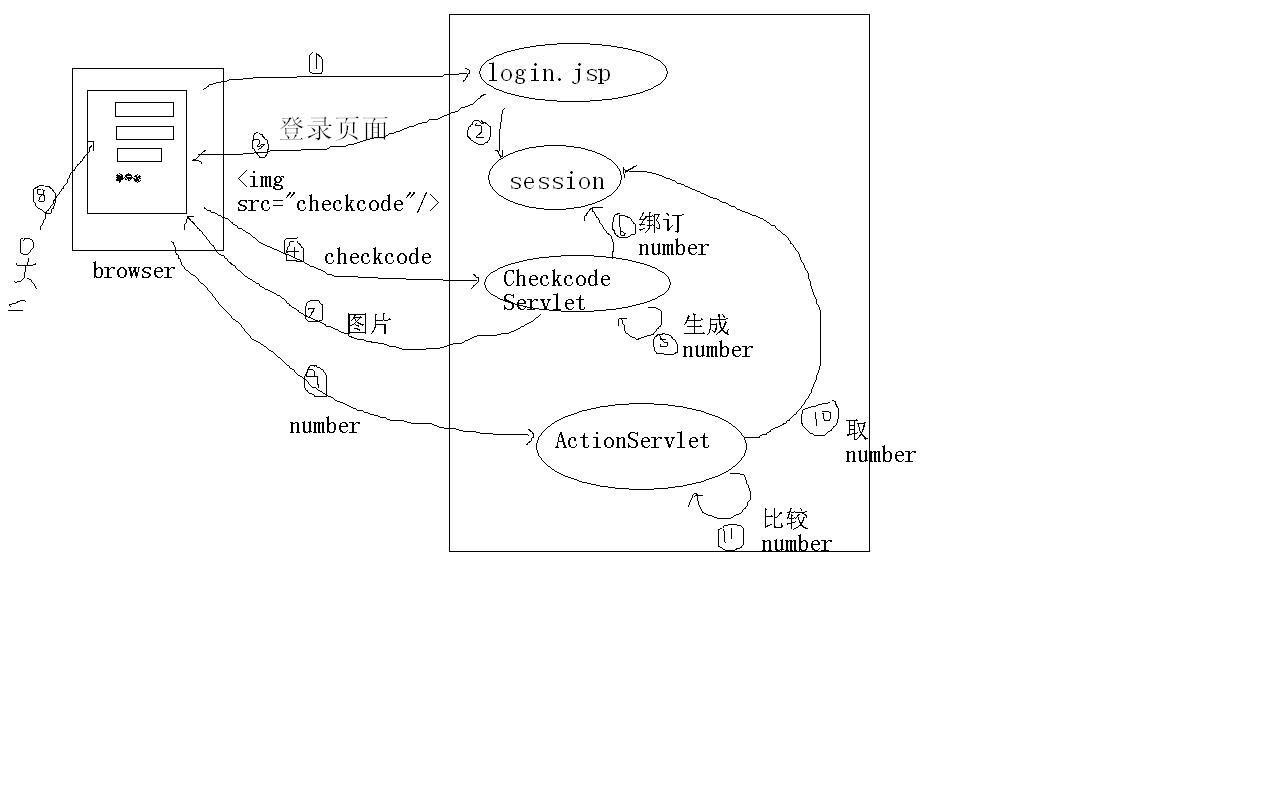 1
login.jsp
2
3
登录页面
<img
src="checkcode"/>
session
8
6
绑订
number
4
checkcode
browser
Checkcode
Servlet
7
图片
5
生成
number
9
number
ActionServlet
10
取
number
11
比较
number